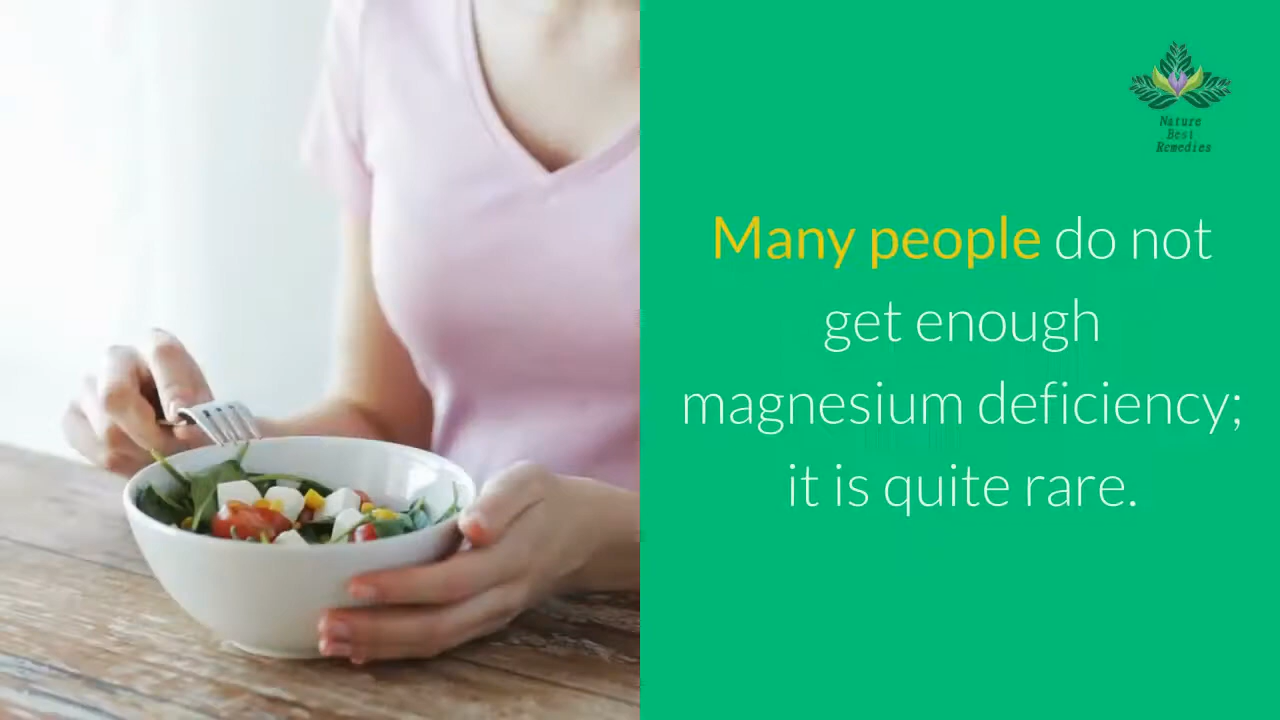 Nature
Best
Remedies
Many people do not
get enough
magnesium deficiency;
it is quite rare.